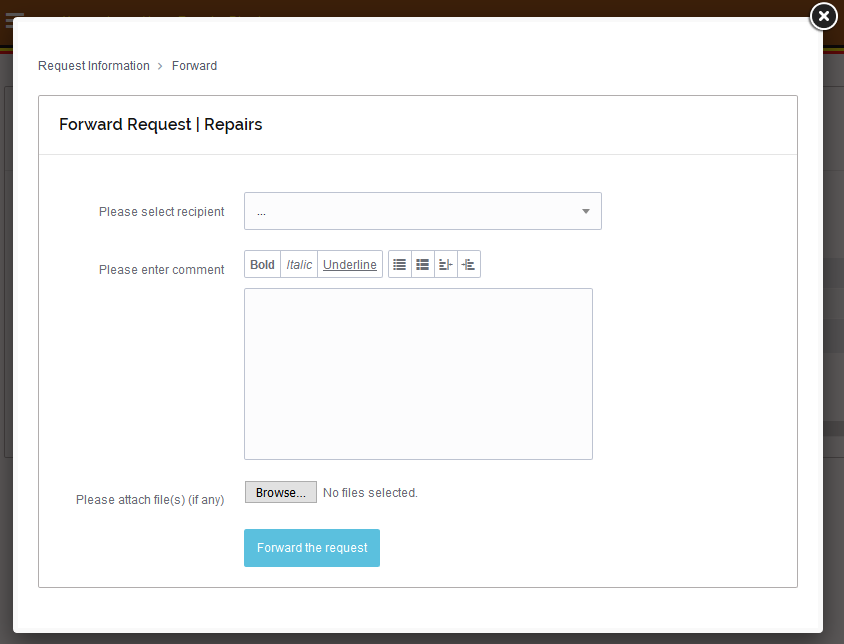 Request Information > Forward
Forward Request | Repairs
Please select recipient
...
Please enter comment
Bold Italic Underline
Please attach file(s) (if any)
Browse... No files selected.
Forward the request